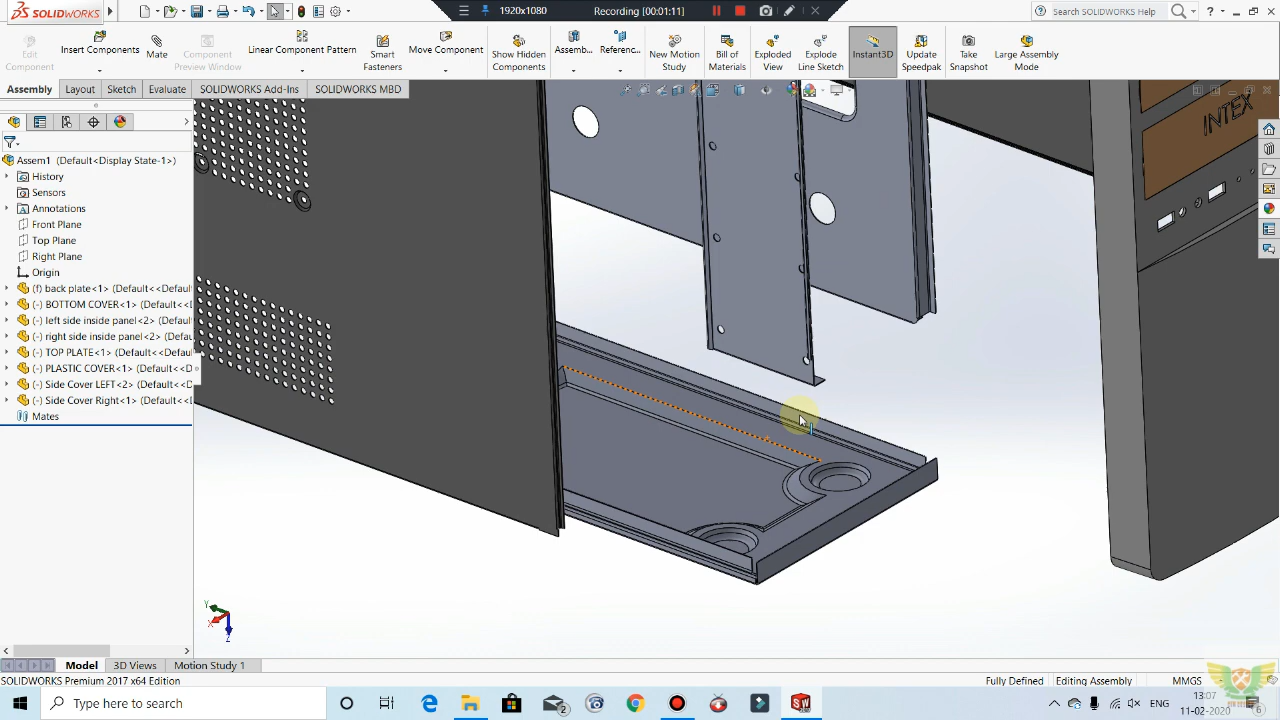 SOLIDWORKS
1920x1080
Recording [00:01:11]
Search SOLIDWORKS Help
Edit Component
Insert Components
Mate
Component Preview Window
Linear Component Pattern
Smart Fasteners
Move Component
Show Hidden Components
Assemb...
Referenc...
New Motion Study
Bill of Materials
Exploded View
Explode Line Sketch
Instant3D
Update Speedpak
Take Snapshot
Large Assembly Mode
Assembly
Layout
Sketch
Evaluate
SOLIDWORKS Add-Ins
SOLIDWORKS MBD
INTEX
Assem1 (Default<Display State-1>)
History
Sensors
Annotations
Front Plane
Top Plane
Right Plane
Origin
(f) back plate<1> (Default<<Defau
(-) BOTTOM COVER<1> (Default<<D
(-) left side inside panel<2> (Defau
(-) right side inside panel<2> (Defa
(-) TOP PLATE<1> (Default<<Defau
(-) PLASTIC COVER<1> (Default<<D
(-) Side Cover LEFT<2> (Default<<D
(-) Side Cover Right<1> (Default<<D
Mates
Y
X
Z
Model
3D Views
Motion Study 1
SOLIDWORKS Premium 2017 x64 Edition
Fully Defined
Editing Assembly
MMGS
Type here to search
2
ENG
13:07
11-02-2020
6